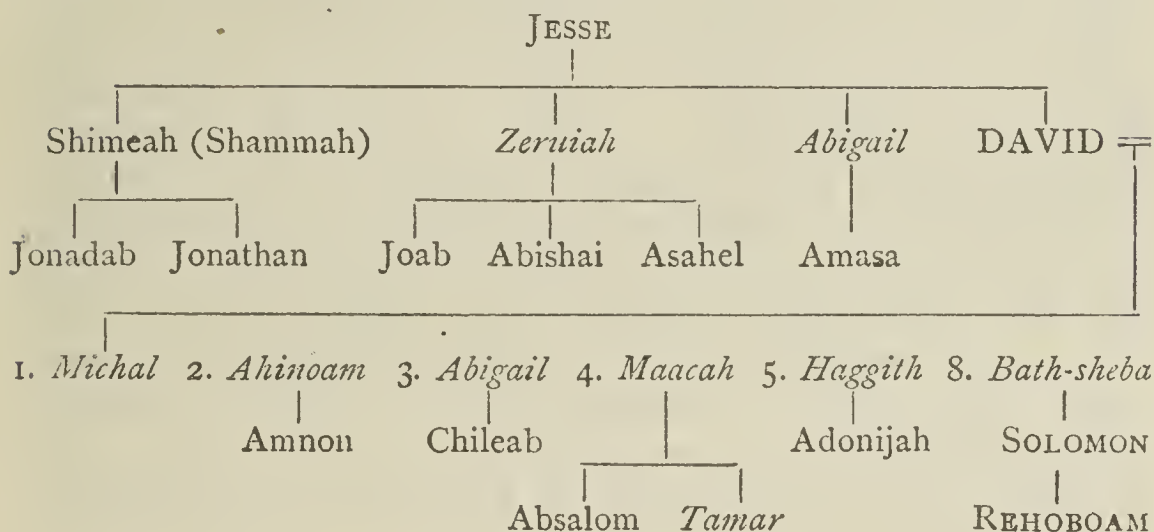 JESSE
Shimeah (Shammah) Zeruiah Abigail DAVID
Jonadab Jonathan Joab Abishai Asahel Amasa
1. Michal 2. Ahinoam 3. Abigail 4. Maacah 5. Haggith 8. Bath-sheba
Amnon Chileab Adonijah SOLOMON
Absalom Tamar REHOBOAM